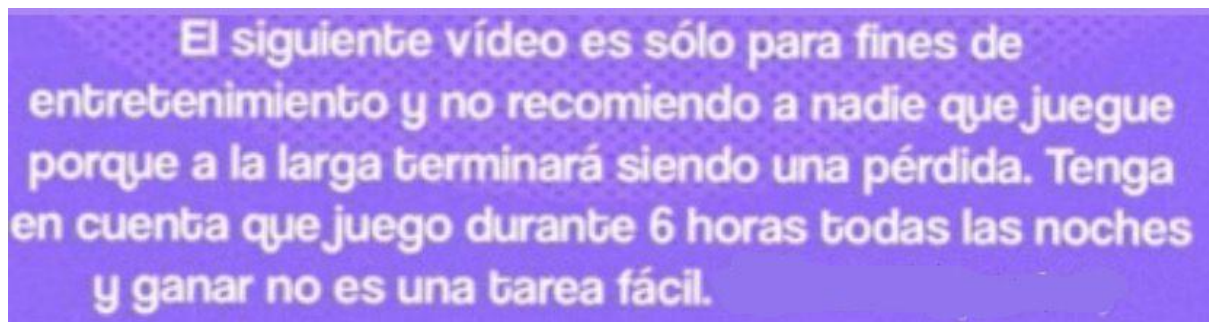 El siguiente vídeo es sólo para fines de
entretenimiento y no recomiendo a nadie que juegue
porque a la larga terminará siendo una pérdida. Tenga
en cuenta que juego durante 6 horas todas las noches
y ganar no es una tarea fácil.